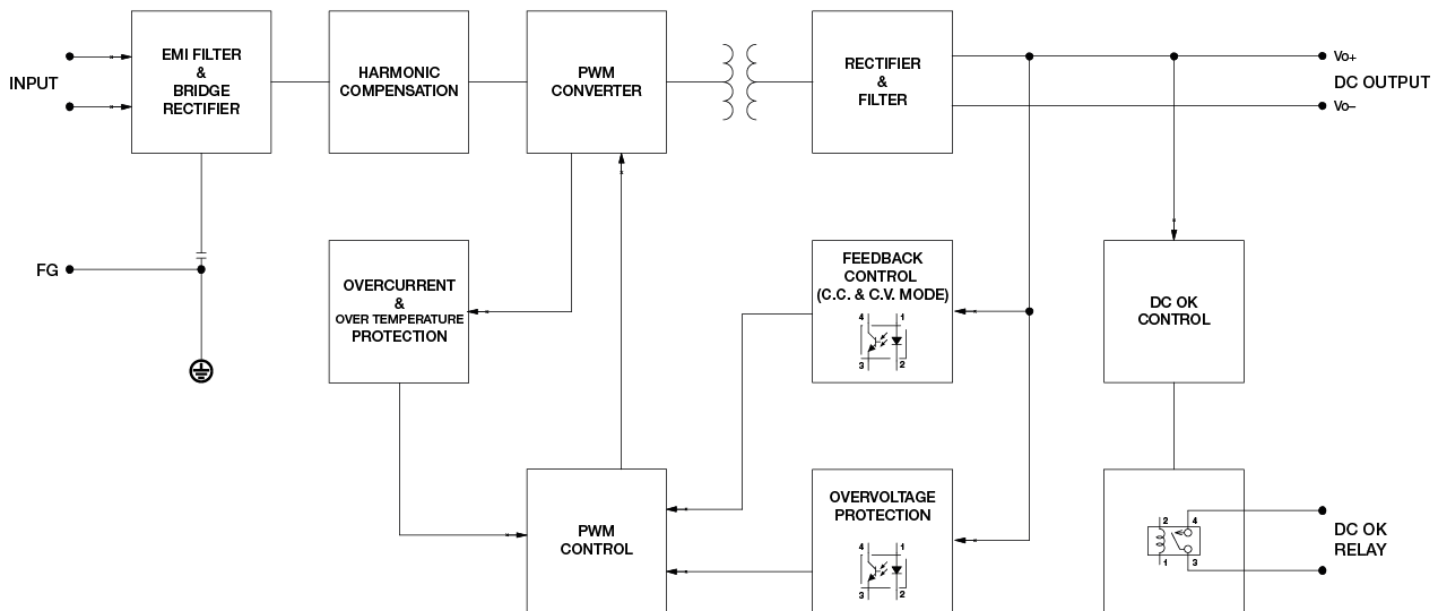 INPUT
EMI FILTER
&
BRIDGE
RECTIFIER
HARMONIC
COMPENSATION
PWM
CONVERTER
RECTIFIER
&
FILTER
Vo+
DC OUTPUT
Vo–
FG
OVERCURRENT
&
OVER TEMPERATURE
PROTECTION
FEEDBACK
CONTROL
(C.C. & C.V. MODE)
4 1
3 2
DC OK
CONTROL
PWM
CONTROL
OVERVOLTAGE
PROTECTION
4 1
3 2
2 4
1 3
DC OK
RELAY